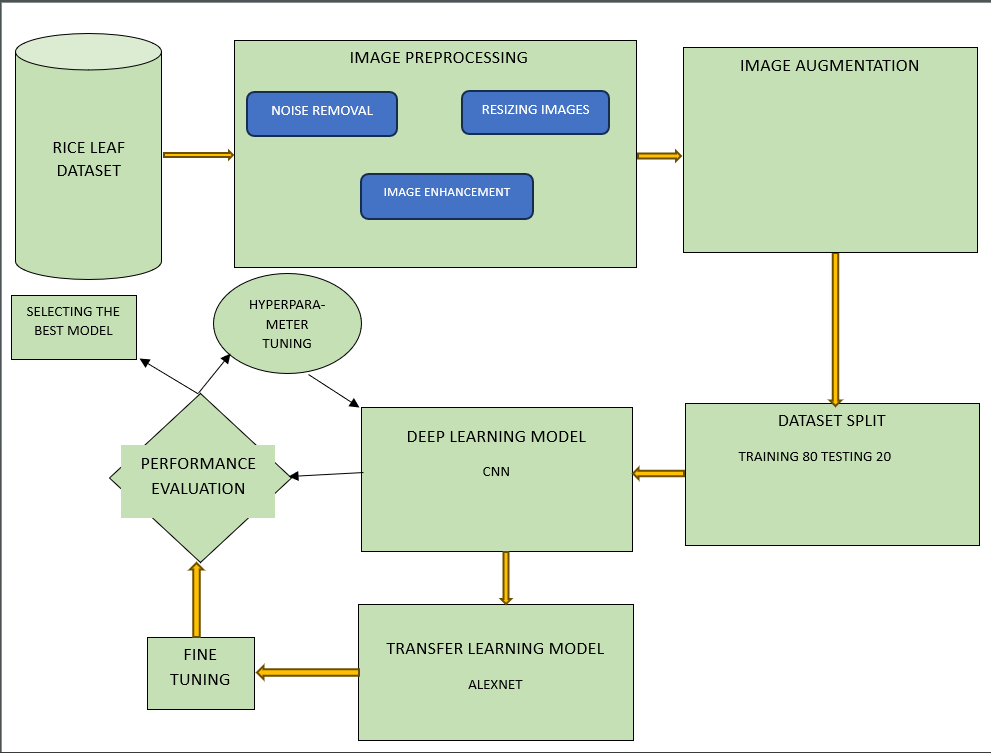 RICE LEAF
DATASET
IMAGE PREPROCESSING
NOISE REMOVAL
RESIZING IMAGES
IMAGE ENHANCEMENT
IMAGE AUGMENTATION
SELECTING THE
BEST MODEL
HYPERPARA-
METER
TUNING
DEEP LEARNING MODEL
CNN
DATASET SPLIT
TRAINING 80 TESTING 20
PERFORMANCE
EVALUATION
FINE
TUNING
TRANSFER LEARNING MODEL
ALEXNET